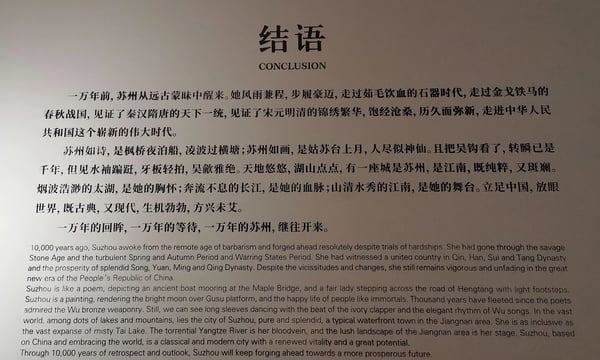 结语
CONCLUSION
一万年前,苏州从远古蒙昧中醒来。她风雨兼程,步履豪迈,走过茹毛饮血的石器时代,走过金戈铁马的
春秋战国,见证了秦汉隋唐的天下一统,见证了宋元明清的锦绣繁华,饱经沧桑,历久而弥新,走进中华人民
共和国这个崭新的伟大时代。
苏州如诗,是枫桥夜泊船,凌波过横塘;苏州如画,是姑苏台上月,人尽似神仙。且把吴钩看了,转瞬已是
千年,但见水袖蹁跹,牙板轻拍,吴歈雅绝。天地悠悠,湖山点点,有一座城是苏州,是江南,既纯粹,又斑斓。
烟波浩渺的太湖,是她的胸怀;奔流不息的长江,是她的血脉;山清水秀的江南,是她的舞台。立足中国,放眼
世界,既古典,又现代,生机勃勃,方兴未艾。
一万年的回眸,一万年的等待,一万年的苏州,继往开来。
10,000 years ago, Suzhou awoke from the remote age of barbarism and forged ahead resolutely despite trials of hardships. She had gone through the savage
Stone Age and the turbulent Spring and Autumn Period and Warring States Period. She had witnessed a united country in Qin, Han, Sui and Tang Dynasty
and the prosperity of splendid Song, Yuan, Ming and Qing Dynasty. Despite the vicissitudes and changes, she still remains vigorous and unfading in the great
new era of the People's Republic of China.
Suzhou is like a poem, depicting an ancient boat mooring at the Maple Bridge, and a fair lady stepping across the road of Hengtang with light footsteps.
Suzhou is a painting, rendering the bright moon over Gusu platform, and the happy life of people like immortals. Thousand years have fleeted since the poets
admired the Wu bronze weaponry. Still, we can see long sleeves dancing with the beat of the ivory clapper and the elegant rhythm of Wu songs. In the vast
world, among dots of lakes and mountains, lies the city of Suzhou, pure and splendid, a typical waterfront town in the Jiangnan area. She is as inclusive as
the vast expanse of misty Tai Lake. The torrential Yangtze River is her bloodvein, and the lush landscape of the Jiangnan area is her stage. Suzhou, based
on China and embracing the world, is a classical and modern city with a renewed vitality and a great potential.
Through 10,000 years of retrospect and outlook, Suzhou will keep forging ahead towards a more prosperous future.